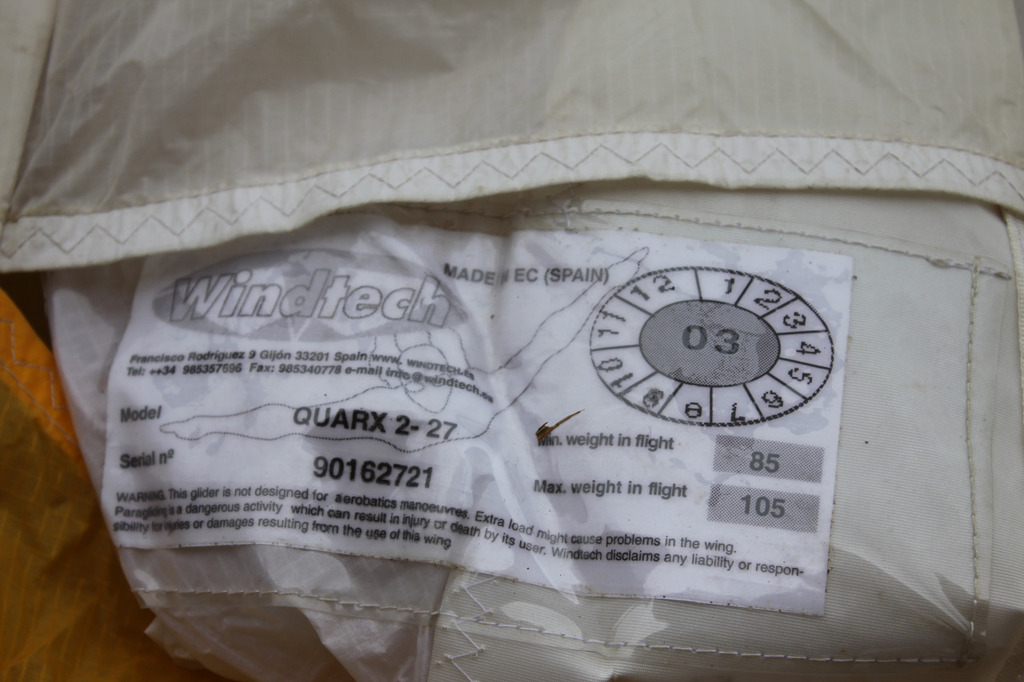 Windtech
MADE IN EC (SPAIN)
Francisco Rodriguez 9 Gijón 33201 Spain www. WINDTECH.es
Tel: ++34 985357696 Fax: 985340778 e-mail info@windtech.es
12 1 2 3 4 5 6 7 8 9 10 11
03
Model QUARX 2- 27
Serial nº 90162721
Min. weight in flight 85
Max. weight in flight 105
WARNING. This glider is not designed for aerobatics manoeuvres. Extra load might cause problems in the wing.
Paragliding is a dangerous activity which can result in injury or death by its user. Windtech disclaims any liability or respon-
sibility for injuries or damages resulting from the use of this wing